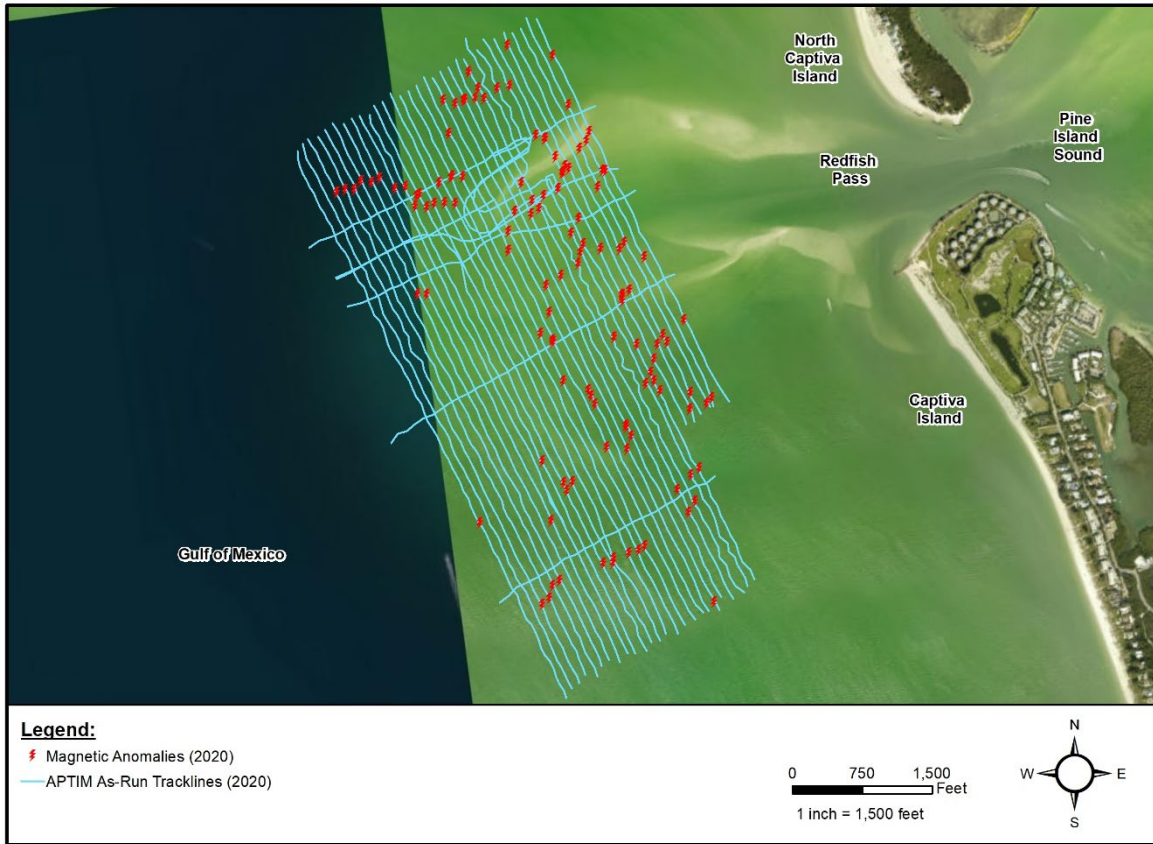 North
Captiva
Island
Pine
Island
Sound
Redfish
Pass
Captiva
Island
Gulf of Mexico
Legend:
Magnetic Anomalies (2020)
APTIM As-Run Tracklines (2020)
N
W
E
S
0 750 1,500
Feet
1 inch = 1,500 feet